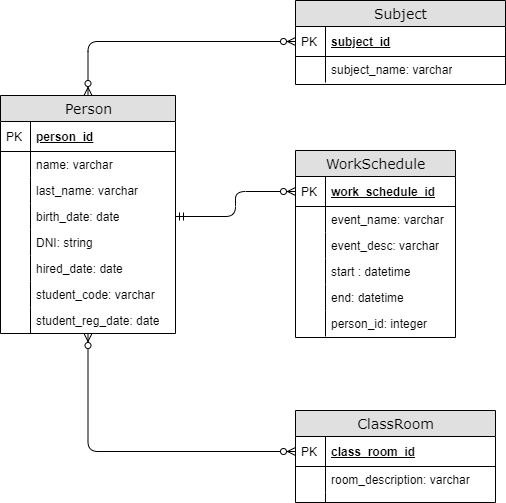 Subject
PK subject_id
subject_name: varchar
Person
PK person_id
name: varchar
last_name: varchar
birth_date: date
DNI: string
hired_date: date
student_code: varchar
student_reg_date: date
WorkSchedule
PK work_schedule_id
event_name: varchar
event_desc: varchar
start : datetime
end: datetime
person_id: integer
ClassRoom
PK class_room_id
room_description: varchar